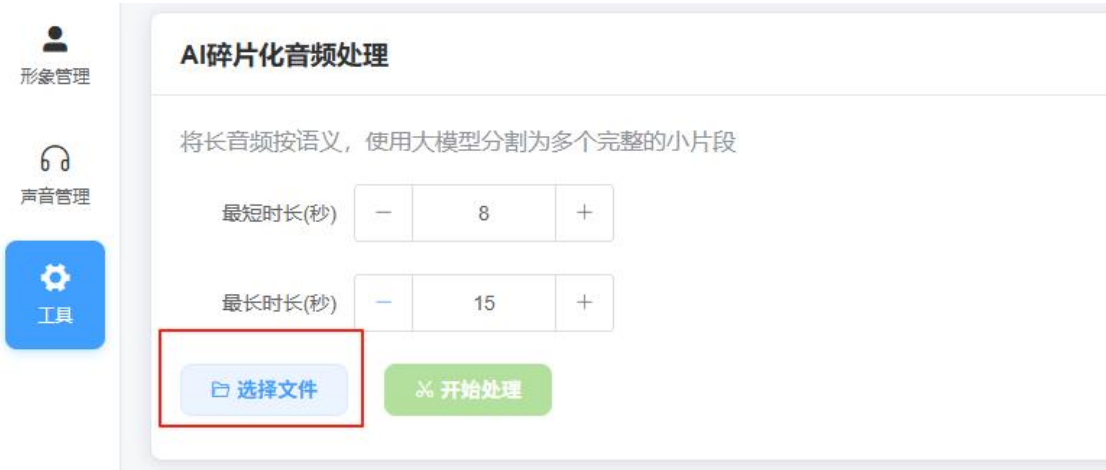 形象管理
声音管理
工具
AI碎片化音频处理
将长音频按语义，使用大模型分割为多个完整的小片段
最短时长(秒) － 8 +
最长时长(秒) － 15 +
选择文件 开始处理